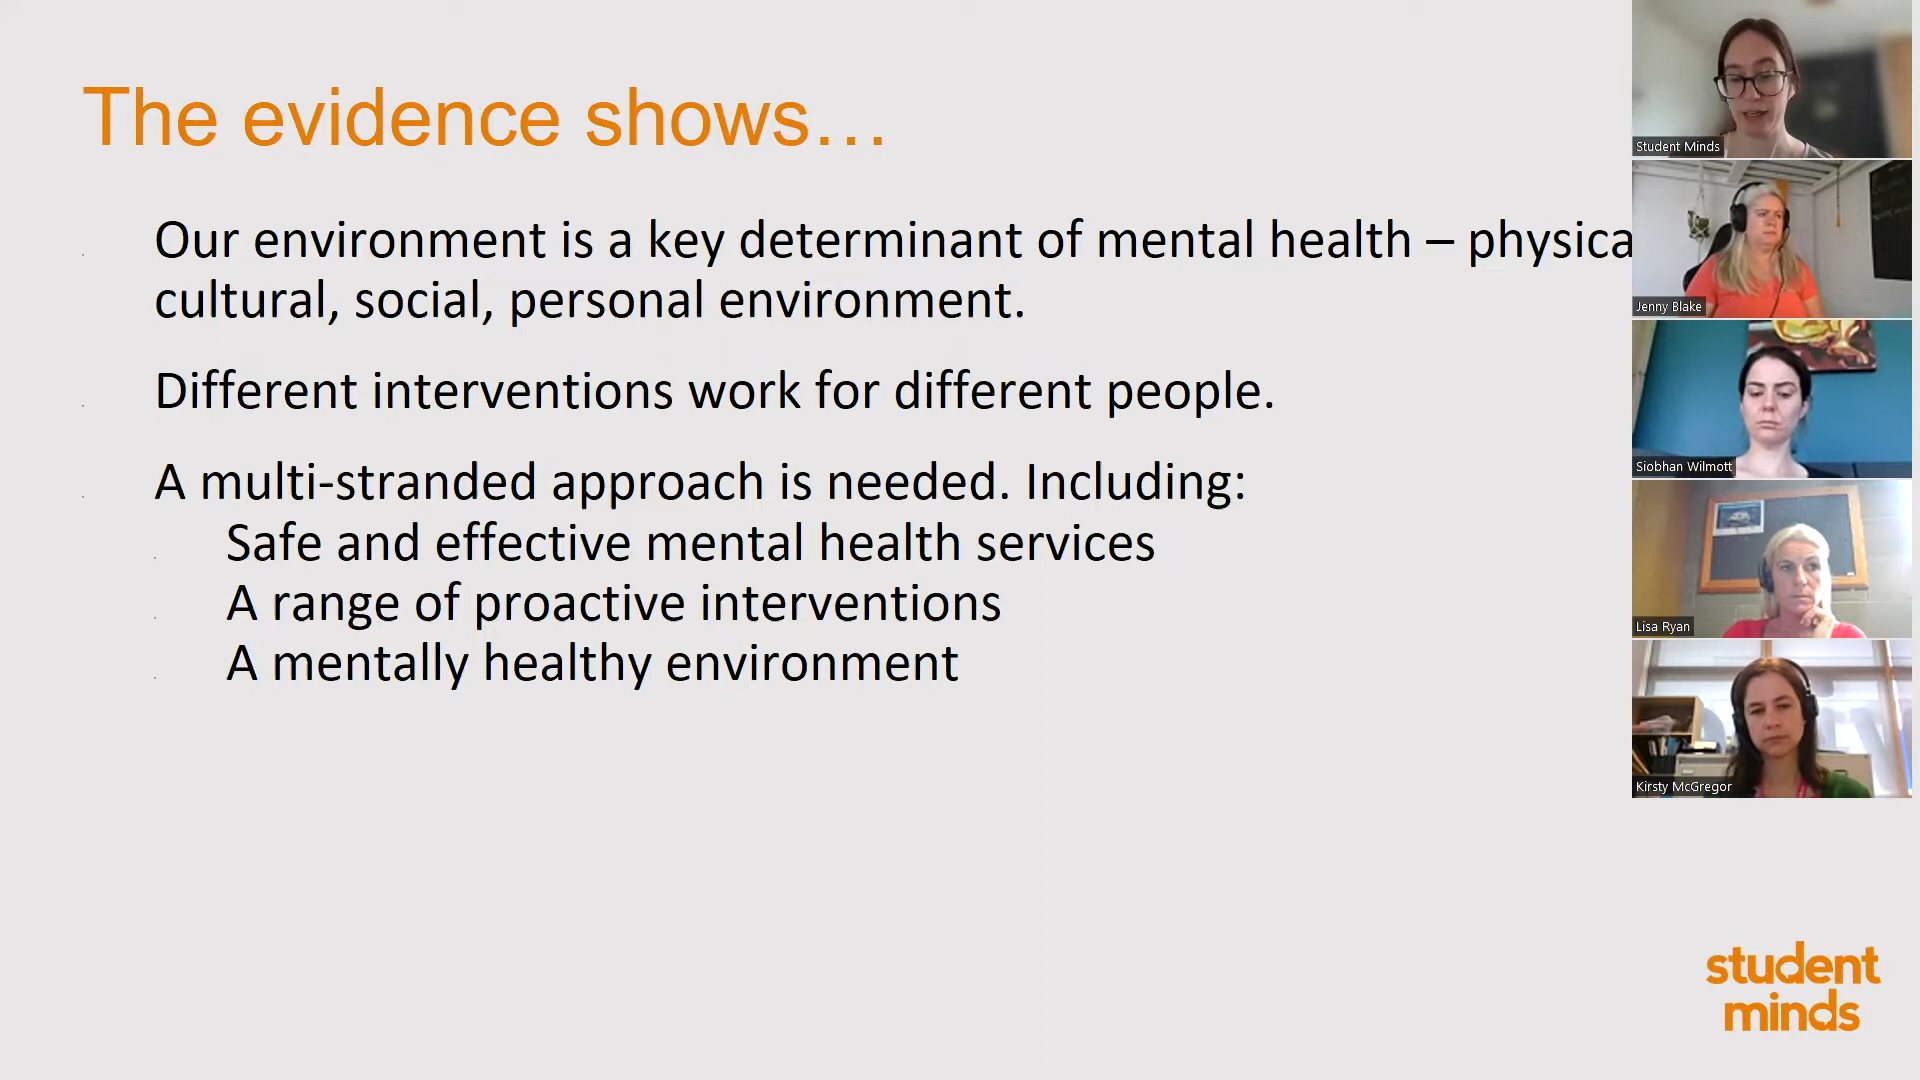 The evidence shows…
Our environment is a key determinant of mental health – physica
cultural, social, personal environment.
Different interventions work for different people.
A multi-stranded approach is needed. Including:
Safe and effective mental health services
A range of proactive interventions
A mentally healthy environment
Student Minds
Jenny Blake
Siobhan Wilmott
Lisa Ryan
Kirsty McGregor
student
minds